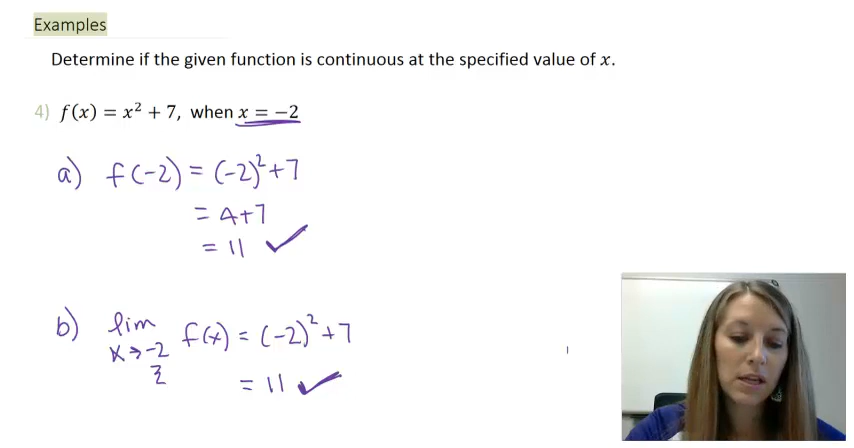 Examples
Determine if the given function is continuous at the specified value of x.
4) f(x) = x² + 7, when x = −2
a) f(-2) = (-2)²+7
= 4+7
= 11 ✓
b) lim f(x) = (-2)²+7
x→-2
= 11 ✓